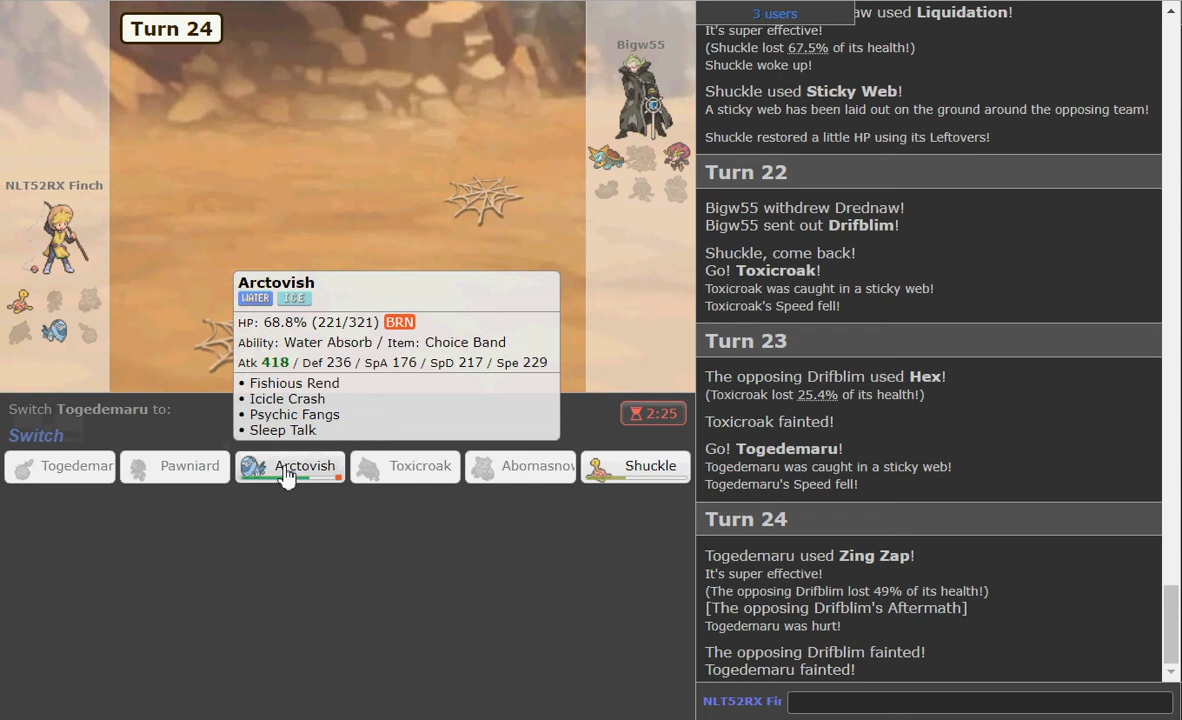 Turn 24
NLT52RX Finch
Bigw55
Arctovish
WATER ICE
HP: 68.8% (221/321) BRN
Ability: Water Absorb / Item: Choice Band
Atk 418 / Def 236 / SpA 176 / SpD 217 / Spe 229
• Fishious Rend
• Icicle Crash
• Psychic Fangs
• Sleep Talk
Switch Togedemaru to:
2:25
Switch
Togedemar
Pawniard
Arctovish
Toxicroak
Abomasnov
Shuckle
3 users
aw used Liquidation!
It's super effective!
(Shuckle lost 67.5% of its health!)
Shuckle woke up!
Shuckle used Sticky Web!
A sticky web has been laid out on the ground around the opposing team!
Shuckle restored a little HP using its Leftovers!
Turn 22
Bigw55 withdrew Drednaw!
Bigw55 sent out Drifblim!
Shuckle, come back!
Go! Toxicroak!
Toxicroak was caught in a sticky web!
Toxicroak's Speed fell!
Turn 23
The opposing Drifblim used Hex!
(Toxicroak lost 25.4% of its health!)
Toxicroak fainted!
Go! Togedemaru!
Togedemaru was caught in a sticky web!
Togedemaru's Speed fell!
Turn 24
Togedemaru used Zing Zap!
It's super effective!
(The opposing Drifblim lost 49% of its health!)
[The opposing Drifblim's Aftermath]
Togedemaru was hurt!
The opposing Drifblim fainted!
Togedemaru fainted!
NLT52RX Fir